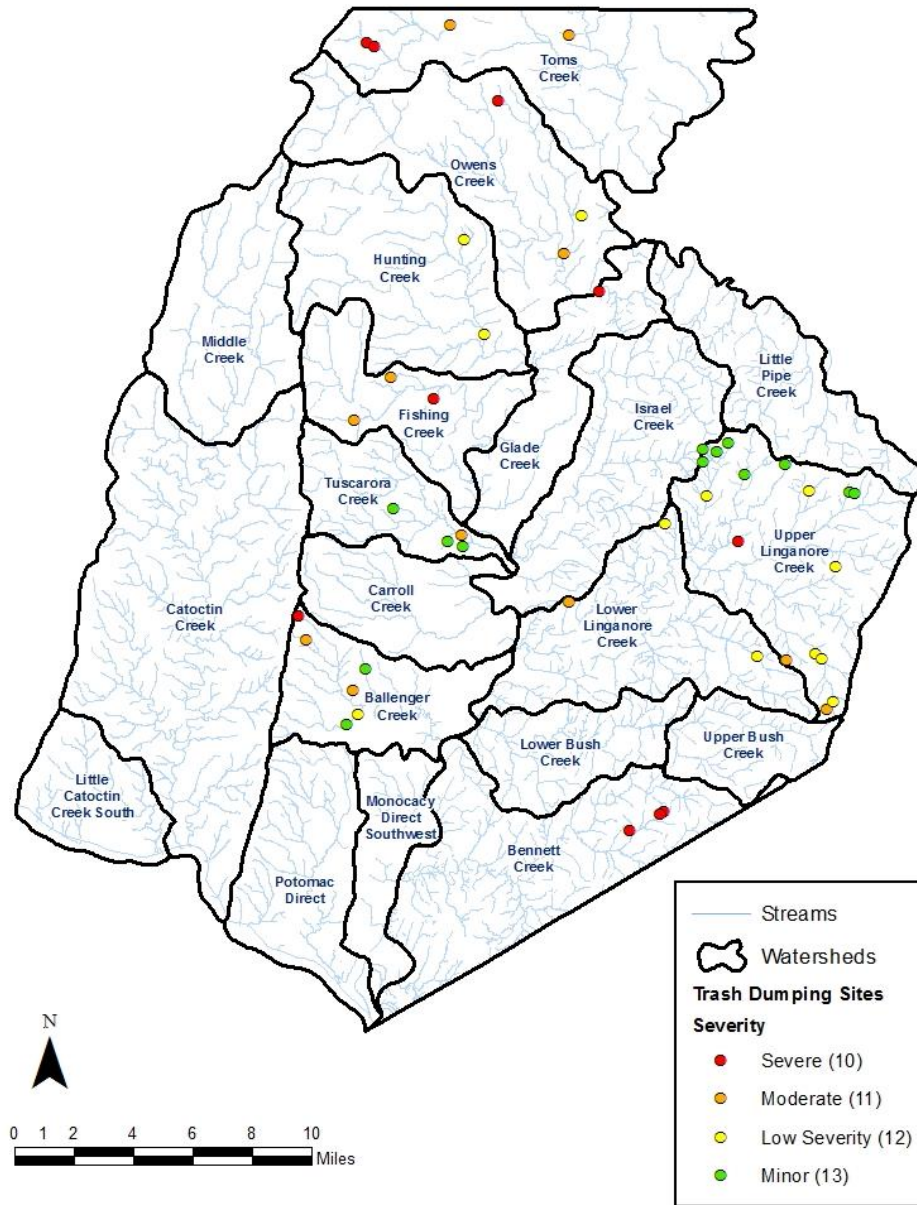 Toms
Creek
Owens
Creek
Hunting
Creek
Middle
Creek
Little
Pipe
Creek
Israel
Creek
Fishing
Creek
Glade
Creek
Tuscarora
Creek
Upper
Linganore
Creek
Carroll
Creek
Catoctin
Creek
Lower
Linganore
Creek
Ballenger
Creek
Lower Bush
Creek
Upper Bush
Creek
Little
Catoctin
Creek South
Monocacy
Direct
Southwest
Bennett
Creek
Potomac
Direct
Streams
Watersheds
Trash Dumping Sites
Severity
Severe (10)
Moderate (11)
Low Severity (12)
Minor (13)
N
0 1 2 4 6 8 10
Miles